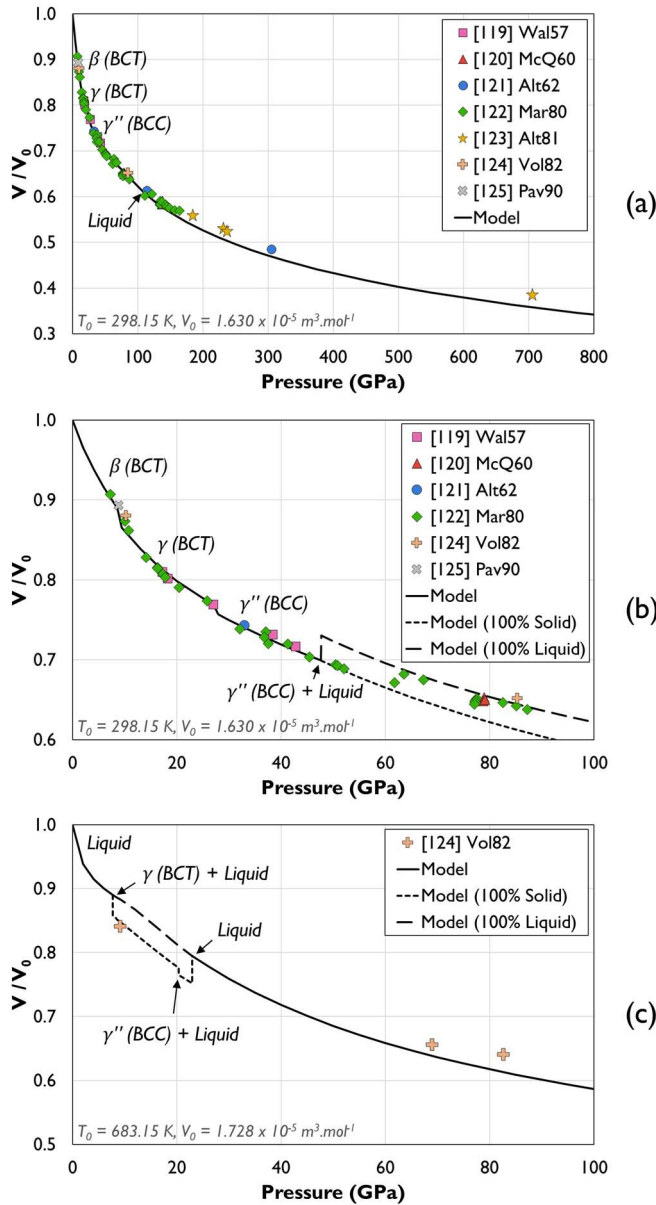 1.0
0.9
0.8
0.7
0.6
0.5
0.4
0.3
V/V₀
β (BCT)
γ (BCT)
γ'' (BCC)
Liquid
[119] Wal57
[120] McQ60
[121] Alt62
[122] Mar80
[123] Alt81
[124] Vol82
[125] Pav90
Model
(a)
T₀ = 298.15 K, V₀ = 1.630 x 10⁻⁵ m³.mol⁻¹
0 100 200 300 400 500 600 700 800
Pressure (GPa)
1.0
0.9
0.8
0.7
0.6
V/V₀
β (BCT)
γ (BCT)
γ'' (BCC)
γ'' (BCC) + Liquid
[119] Wal57
[120] McQ60
[121] Alt62
[122] Mar80
[124] Vol82
[125] Pav90
Model
Model (100% Solid)
Model (100% Liquid)
(b)
T₀ = 298.15 K, V₀ = 1.630 x 10⁻⁵ m³.mol⁻¹
0 20 40 60 80 100
Pressure (GPa)
1.0
0.9
0.8
0.7
0.6
0.5
V/V₀
Liquid
γ (BCT) + Liquid
Liquid
γ'' (BCC) + Liquid
[124] Vol82
Model
Model (100% Solid)
Model (100% Liquid)
(c)
T₀ = 683.15 K, V₀ = 1.728 x 10⁻⁵ m³.mol⁻¹
0 20 40 60 80 100
Pressure (GPa)